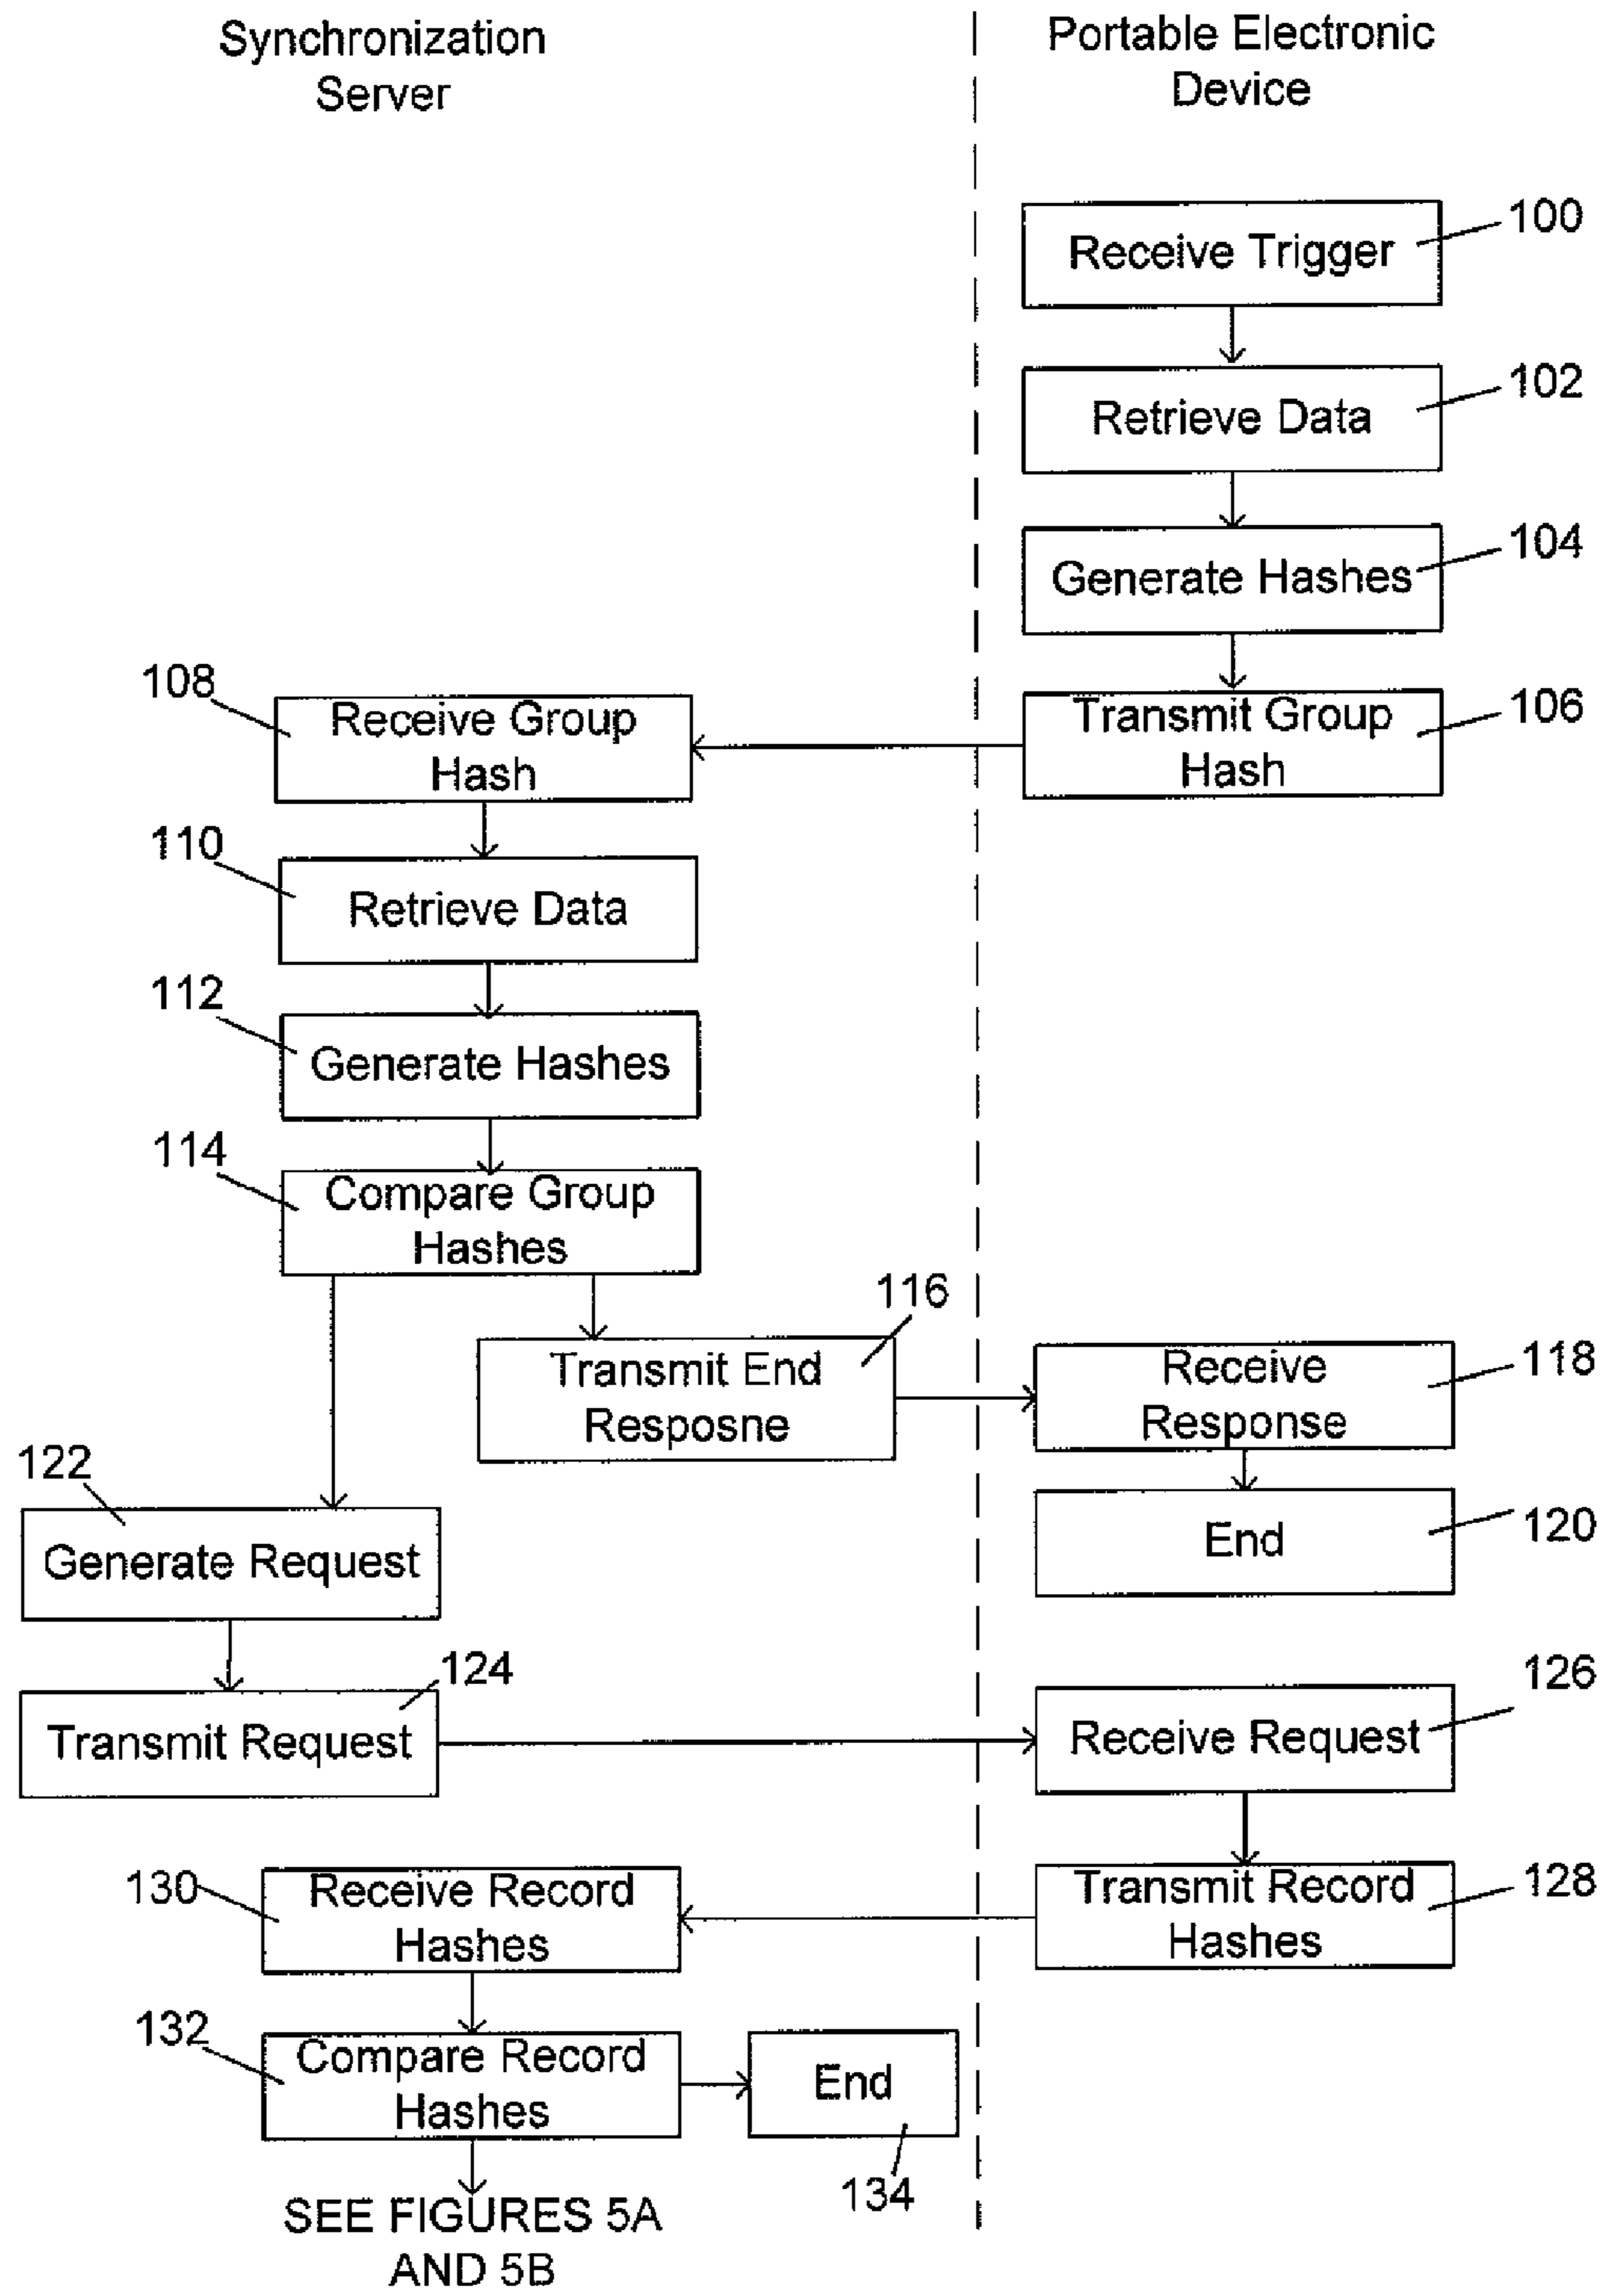 Synchronization
Server
Portable Electronic
Device
Receive Trigger
100
Retrieve Data
102
Generate Hashes
104
Transmit Group
Hash
106
108
Receive Group
Hash
110
Retrieve Data
112
Generate Hashes
114
Compare Group
Hashes
116
Transmit End
Resposne
Receive
Response
118
End
120
122
Generate Request
124
Transmit Request
Receive Request
126
Transmit Record
Hashes
128
130
Receive Record
Hashes
132
Compare Record
Hashes
End
134
SEE FIGURES 5A
AND 5B